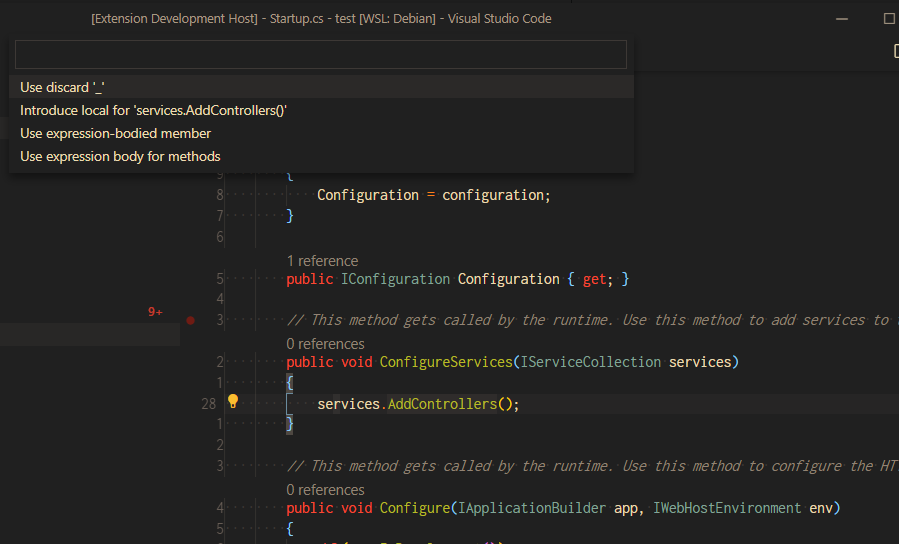 [Extension Development Host] - Startup.cs - test [WSL: Debian] - Visual Studio Code
Use discard '_'
Introduce local for 'services.AddControllers()'
Use expression-bodied member
Use expression body for methods
9 {
8 Configuration = configuration;
7 }
6
1 reference
5 public IConfiguration Configuration { get; }
4
9+
3 // This method gets called by the runtime. Use this method to add services to
0 references
2 public void ConfigureServices(IServiceCollection services)
1 {
28 services.AddControllers();
1 }
2
3 // This method gets called by the runtime. Use this method to configure the HT
0 references
4 public void Configure(IApplicationBuilder app, IWebHostEnvironment env)
5 {